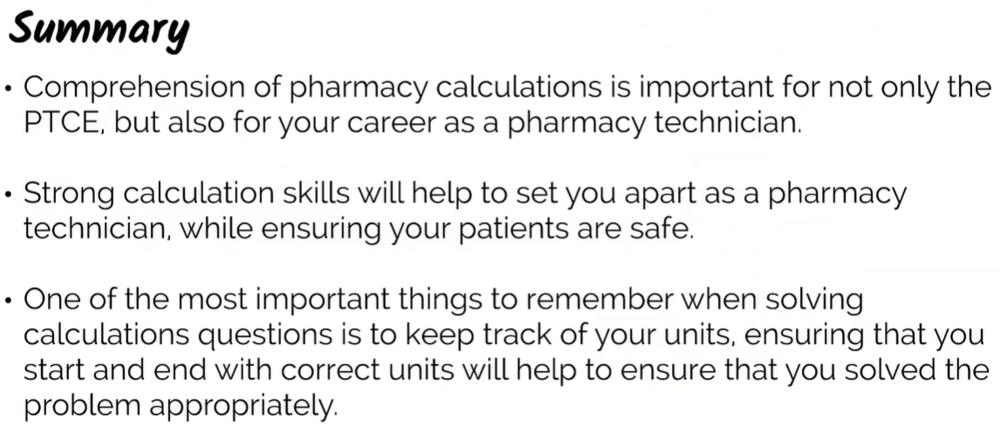 Summary
• Comprehension of pharmacy calculations is important for not only the
PTCE, but also for your career as a pharmacy technician.
• Strong calculation skills will help to set you apart as a pharmacy
technician, while ensuring your patients are safe.
• One of the most important things to remember when solving
calculations questions is to keep track of your units, ensuring that you
start and end with correct units will help to ensure that you solved the
problem appropriately.